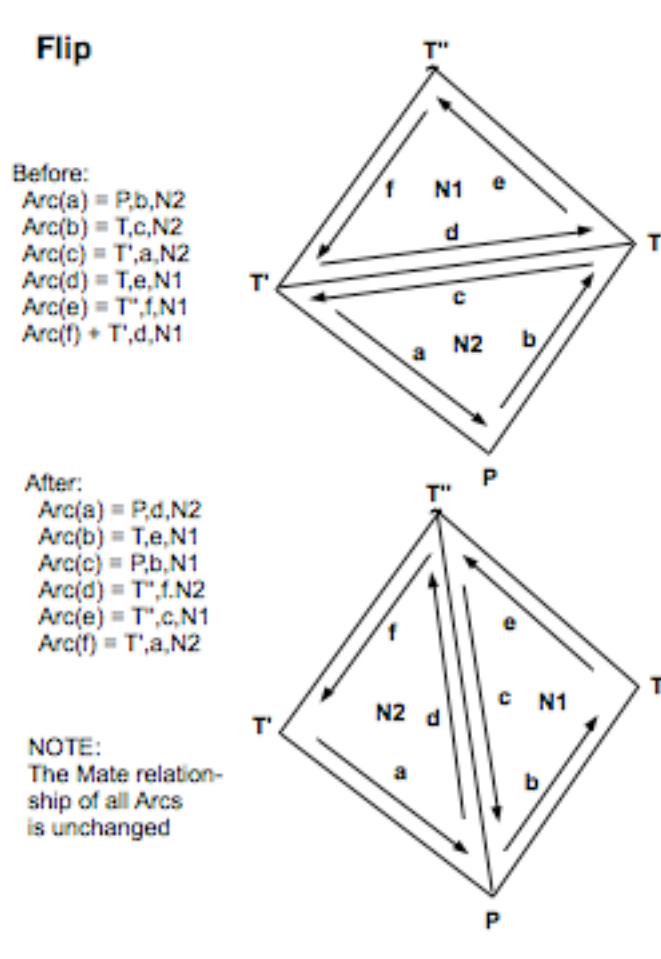 Flip
Before:
Arc(a) = P,b,N2
Arc(b) = T,c,N2
Arc(c) = T',a,N2
Arc(d) = T,e,N1
Arc(e) = T'',f,N1
Arc(f) + T',d,N1
T''
f
N1
e
d
T
T'
c
a
N2
b
P
After:
Arc(a) = P,d,N2
Arc(b) = T,e,N1
Arc(c) = P,b,N1
Arc(d) = T'',f.N2
Arc(e) = T'',c,N1
Arc(f) = T',a,N2
NOTE:
The Mate relation-
ship of all Arcs
is unchanged
T''
f
e
T
T'
N2
d
c
N1
a
b
P